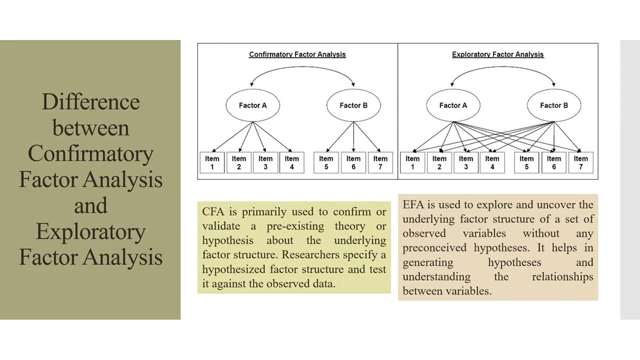 Difference
between
Confirmatory
Factor Analysis
and
Exploratory
Factor Analysis
Confirmatory Factor Analysis
Factor A
Factor B
Item 1
Item 2
Item 3
Item 4
Item 5
Item 6
Item 7
Exploratory Factor Analysis
Factor A
Factor B
Item 1
Item 2
Item 3
Item 4
Item 5
Item 6
Item 7
CFA is primarily used to confirm or
validate a pre-existing theory or
hypothesis about the underlying
factor structure. Researchers specify a
hypothesized factor structure and test
it against the observed data.
EFA is used to explore and uncover the
underlying factor structure of a set of
observed variables without any
preconceived hypotheses. It helps in
generating hypotheses and
understanding the relationships
between variables.